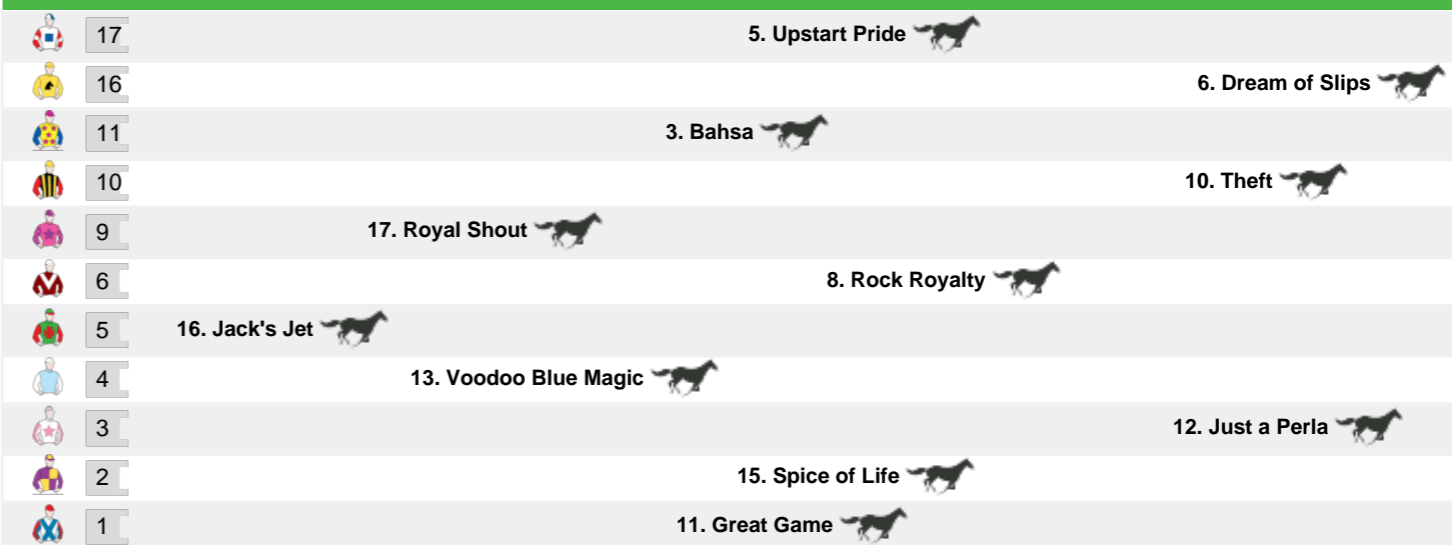 17 5. Upstart Pride
16 6. Dream of Slips
11 3. Bahsa
10 10. Theft
9 17. Royal Shout
6 8. Rock Royalty
5 16. Jack's Jet
4 13. Voodoo Blue Magic
3 12. Just a Perla
2 15. Spice of Life
1 11. Great Game